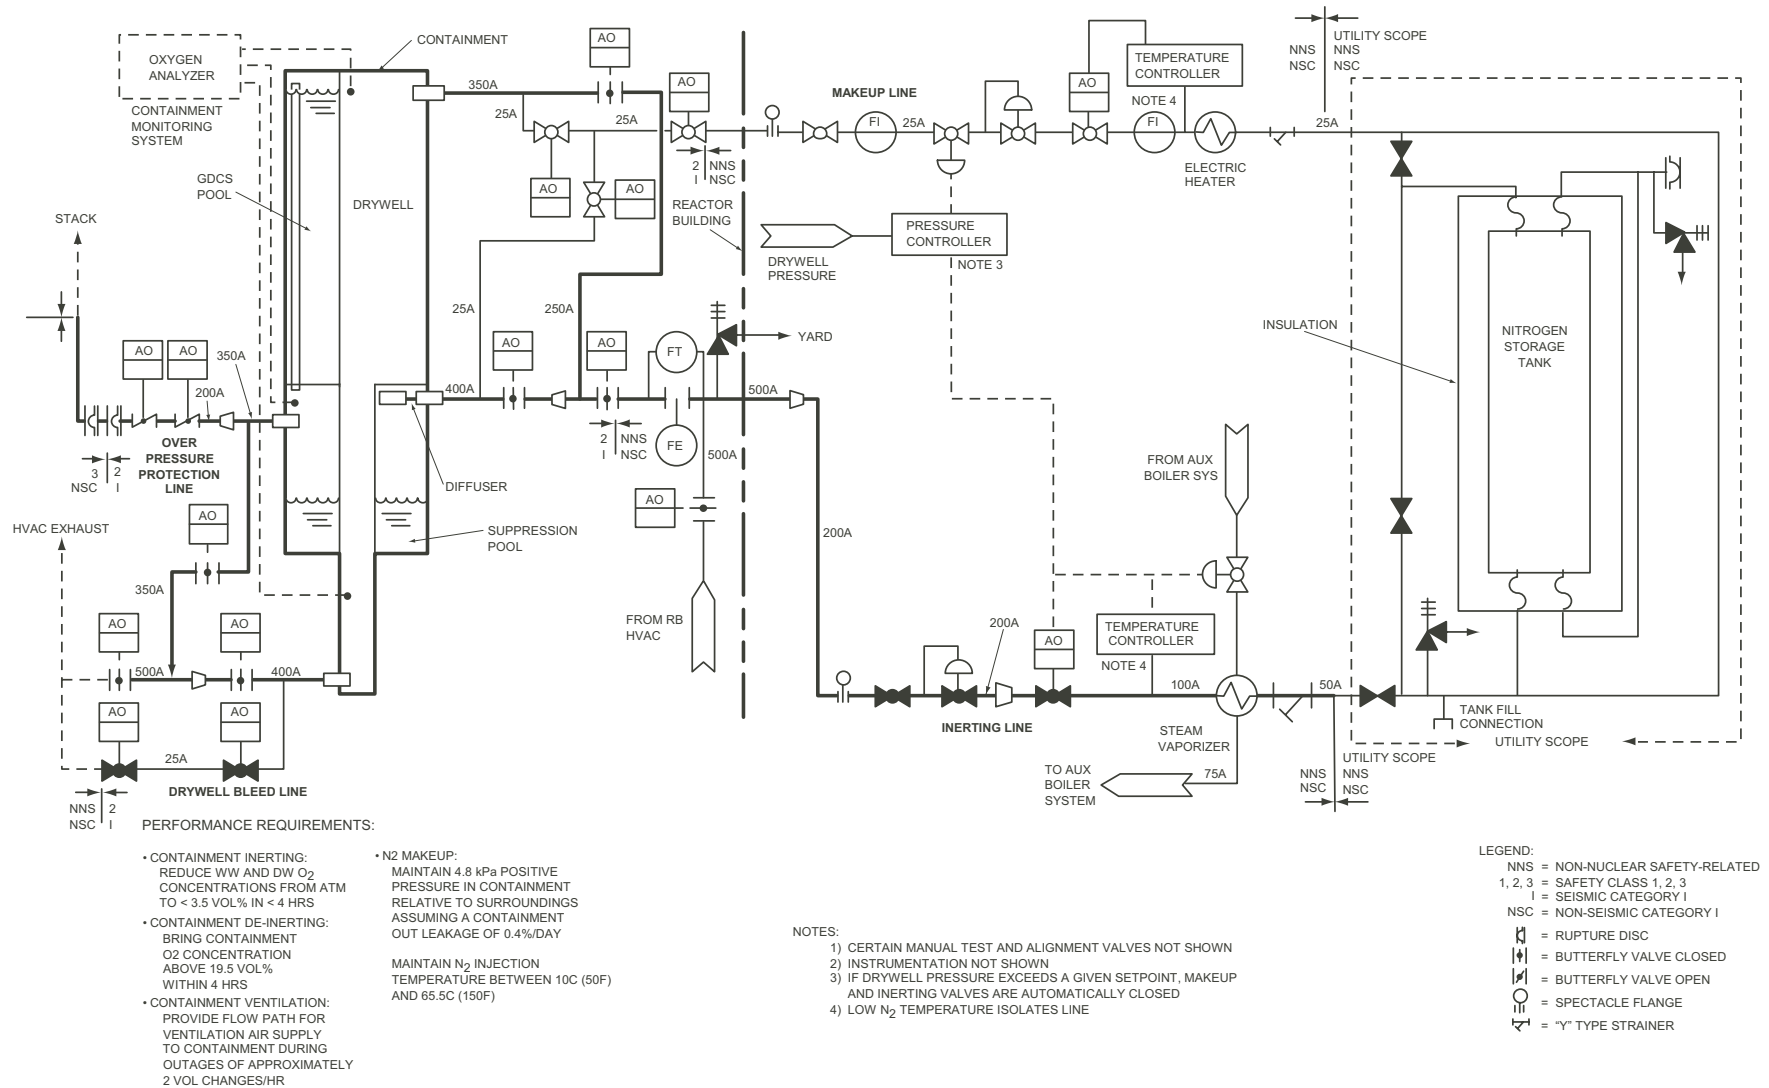 OXYGEN
ANALYZER
CONTAINMENT
MONITORING
SYSTEM
CONTAINMENT
GDCS
POOL
DRYWELL
STACK
350A
AO
25A
AO
25A
AO
AO
2
I
NNS
NSC
REACTOR
BUILDING
MAKEUP LINE
FI
25A
AO
TEMPERATURE
CONTROLLER
NOTE 4
FI
ELECTRIC
HEATER
25A
NNS
NSC
UTILITY SCOPE
NNS
NSC
DRYWELL
PRESSURE
PRESSURE
CONTROLLER
NOTE 3
INSULATION
NITROGEN
STORAGE
TANK
AO
AO
350A
200A
OVER
PRESSURE
PROTECTION
LINE
3
NSC
2
I
25A
250A
AO
AO
400A
FT
FE
2
I
NNS
NSC
YARD
500A
500A
DIFFUSER
SUPPRESSION
POOL
AO
FROM RB
HVAC
200A
FROM AUX
BOILER SYS
HVAC EXHAUST
AO
350A
AO
AO
500A
400A
AO
AO
25A
DRYWELL BLEED LINE
NNS
NSC
2
I
200A
AO
TEMPERATURE
CONTROLLER
NOTE 4
100A
INERTING LINE
STEAM
VAPORIZER
50A
TO AUX
BOILER
SYSTEM
75A
TANK FILL
CONNECTION
UTILITY SCOPE
UTILITY SCOPE
NNS
NSC
NNS
NSC
PERFORMANCE REQUIREMENTS:
• CONTAINMENT INERTING:
REDUCE WW AND DW O2
CONCENTRATIONS FROM ATM
TO < 3.5 VOL% IN < 4 HRS
• CONTAINMENT DE-INERTING:
BRING CONTAINMENT
O2 CONCENTRATION
ABOVE 19.5 VOL%
WITHIN 4 HRS
• CONTAINMENT VENTILATION:
PROVIDE FLOW PATH FOR
VENTILATION AIR SUPPLY
TO CONTAINMENT DURING
OUTAGES OF APPROXIMATELY
2 VOL CHANGES/HR
• N2 MAKEUP:
MAINTAIN 4.8 kPa POSITIVE
PRESSURE IN CONTAINMENT
RELATIVE TO SURROUNDINGS
ASSUMING A CONTAINMENT
OUT LEAKAGE OF 0.4%/DAY
MAINTAIN N2 INJECTION
TEMPERATURE BETWEEN 10C (50F)
AND 65.5C (150F)
NOTES:
1) CERTAIN MANUAL TEST AND ALIGNMENT VALVES NOT SHOWN
2) INSTRUMENTATION NOT SHOWN
3) IF DRYWELL PRESSURE EXCEEDS A GIVEN SETPOINT, MAKEUP
AND INERTING VALVES ARE AUTOMATICALLY CLOSED
4) LOW N2 TEMPERATURE ISOLATES LINE
LEGEND:
NNS = NON-NUCLEAR SAFETY-RELATED
1, 2, 3 = SAFETY CLASS 1, 2, 3
I = SEISMIC CATEGORY I
NSC = NON-SEISMIC CATEGORY I
= RUPTURE DISC
= BUTTERFLY VALVE CLOSED
= BUTTERFLY VALVE OPEN
= SPECTACLE FLANGE
= "Y" TYPE STRAINER